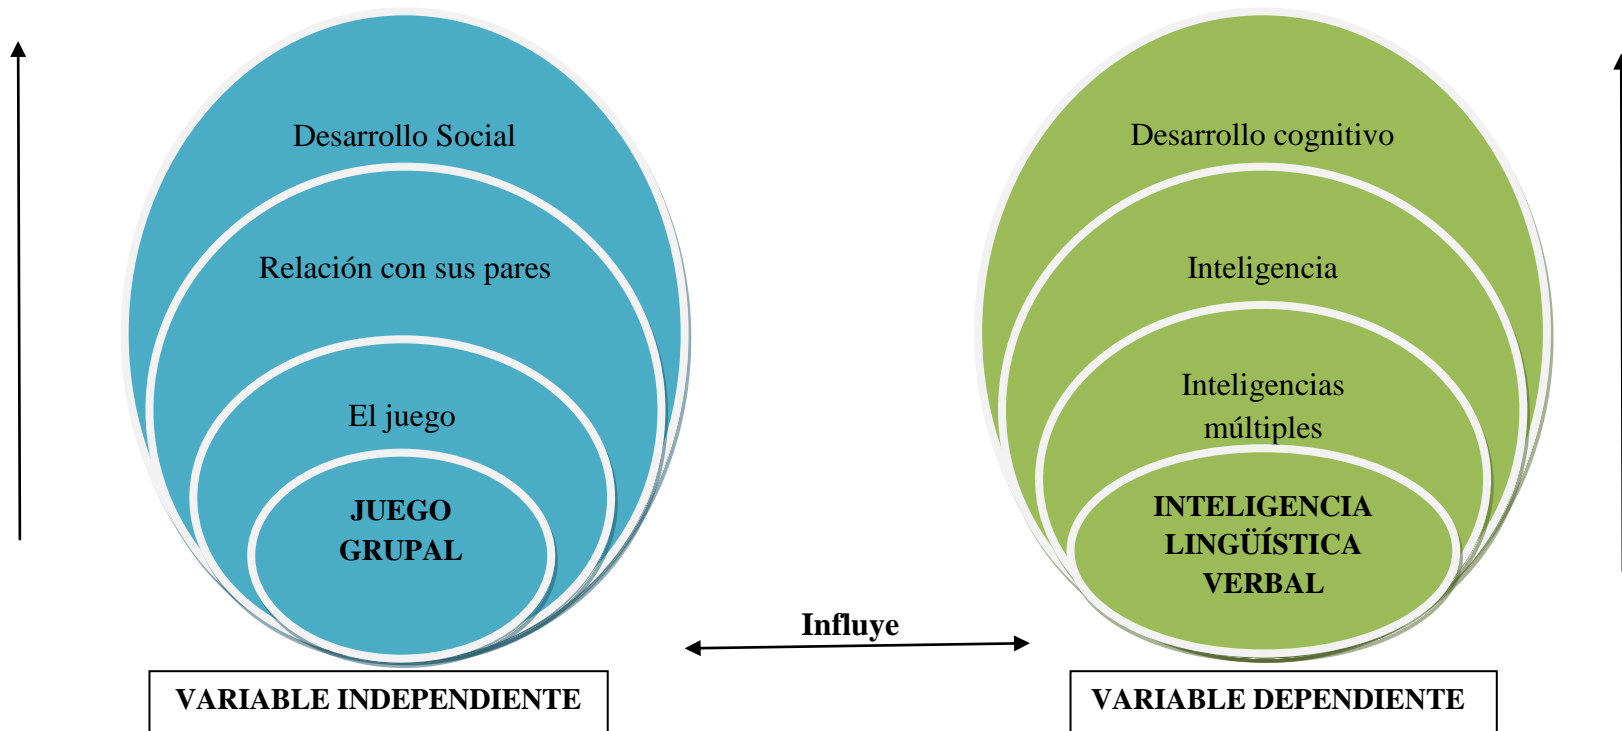 Desarrollo Social
Relación con sus pares
El juego
JUEGO
GRUPAL
VARIABLE INDEPENDIENTE
Influye
Desarrollo cognitivo
Inteligencia
Inteligencias
múltiples
INTELIGENCIA
LINGÜÍSTICA
VERBAL
VARIABLE DEPENDIENTE